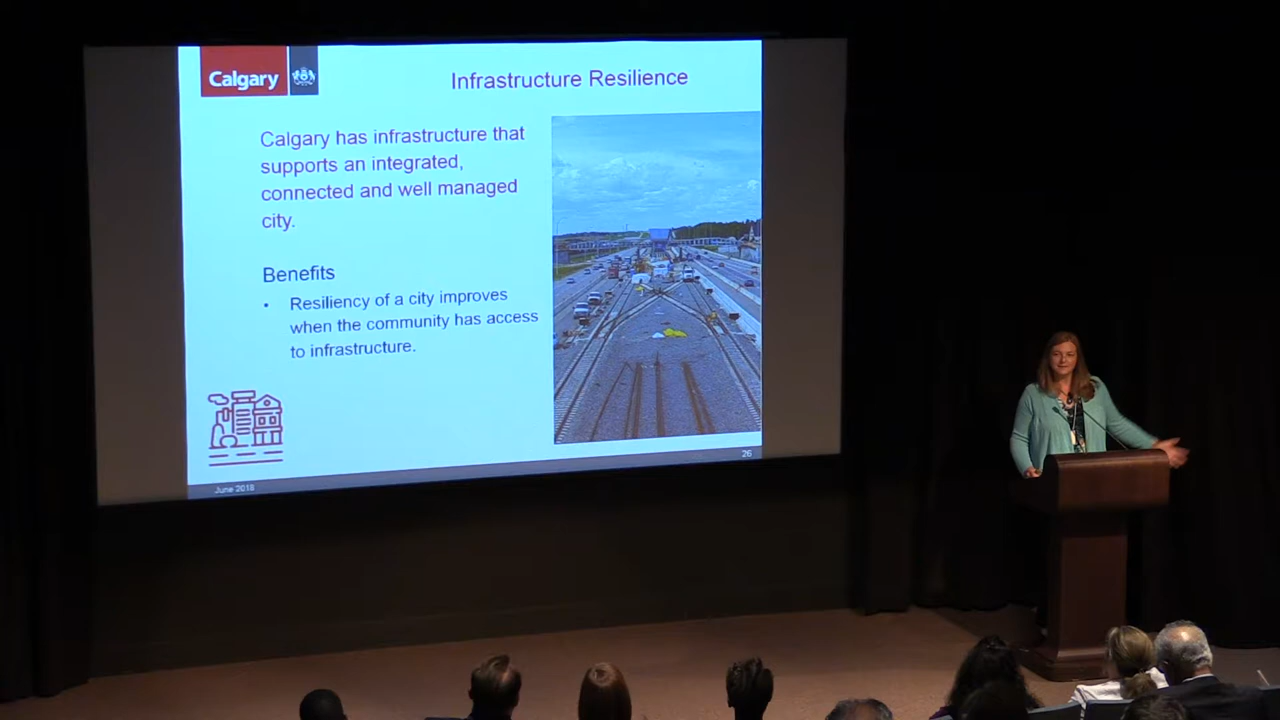 Calgary
Infrastructure Resilience
Calgary has infrastructure that
supports an integrated,
connected and well managed
city.
Benefits
• Resiliency of a city improves
when the community has access
to infrastructure.
26
June 2018